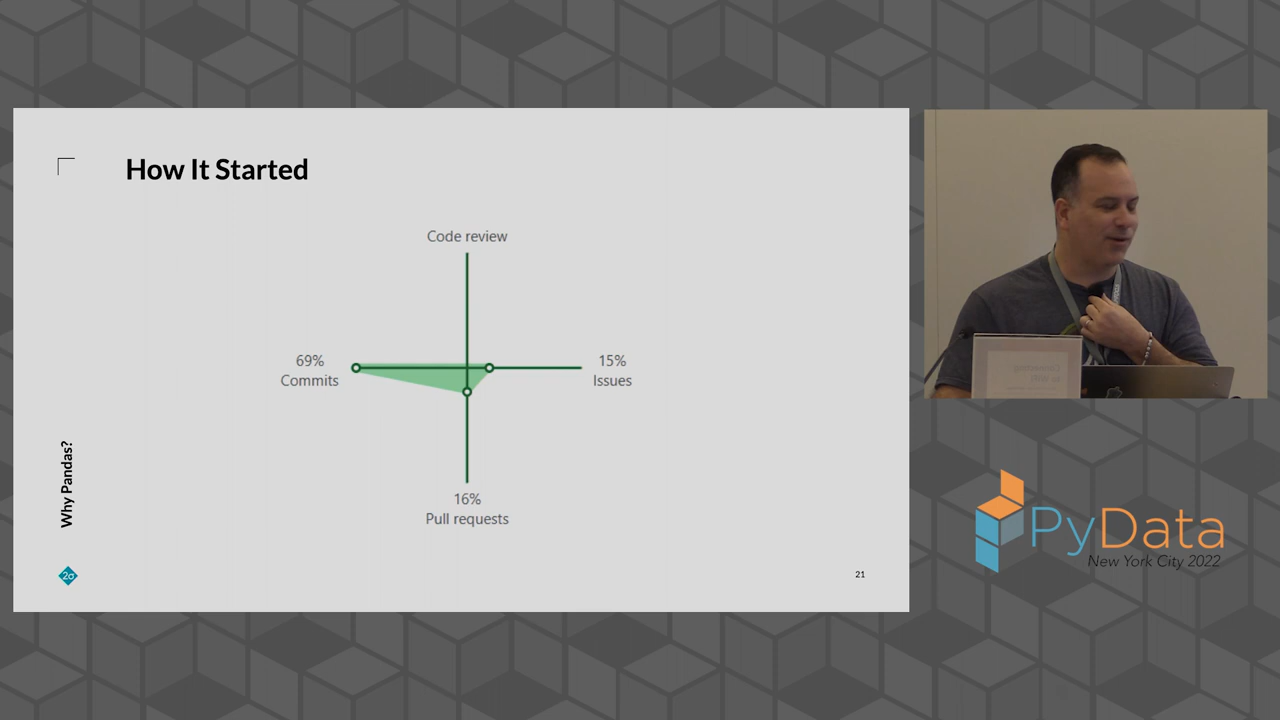 How It Started
Code review
69%
Commits
15%
Issues
16%
Pull requests
Why Pandas?
2σ
21
PyData
New York City 2022